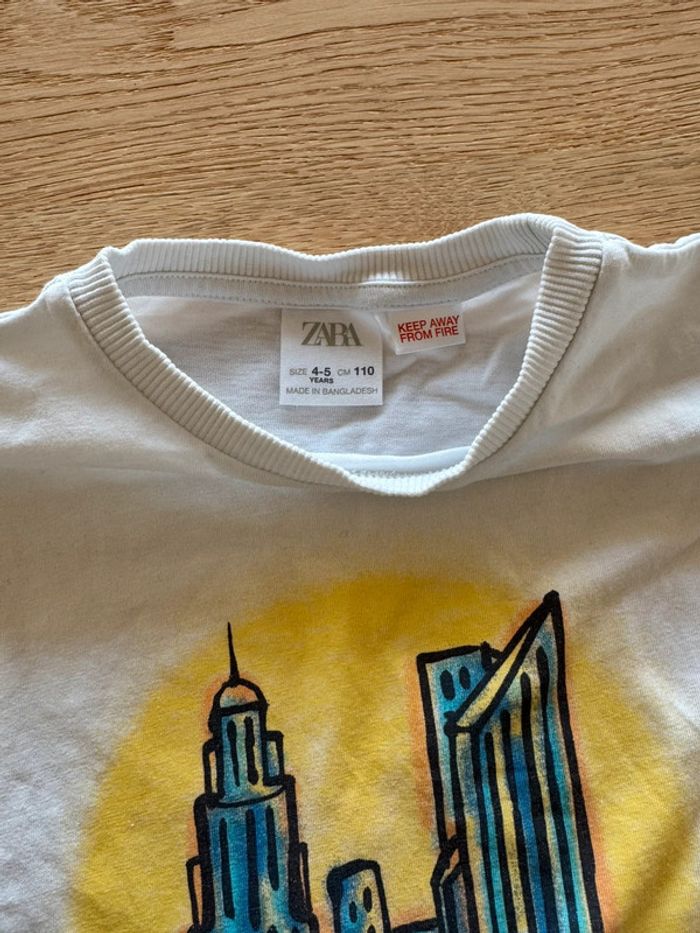 ZARA
SIZE 4-5 CM 110
YEARS
MADE IN BANGLADESH
KEEP AWAY
FROM FIRE